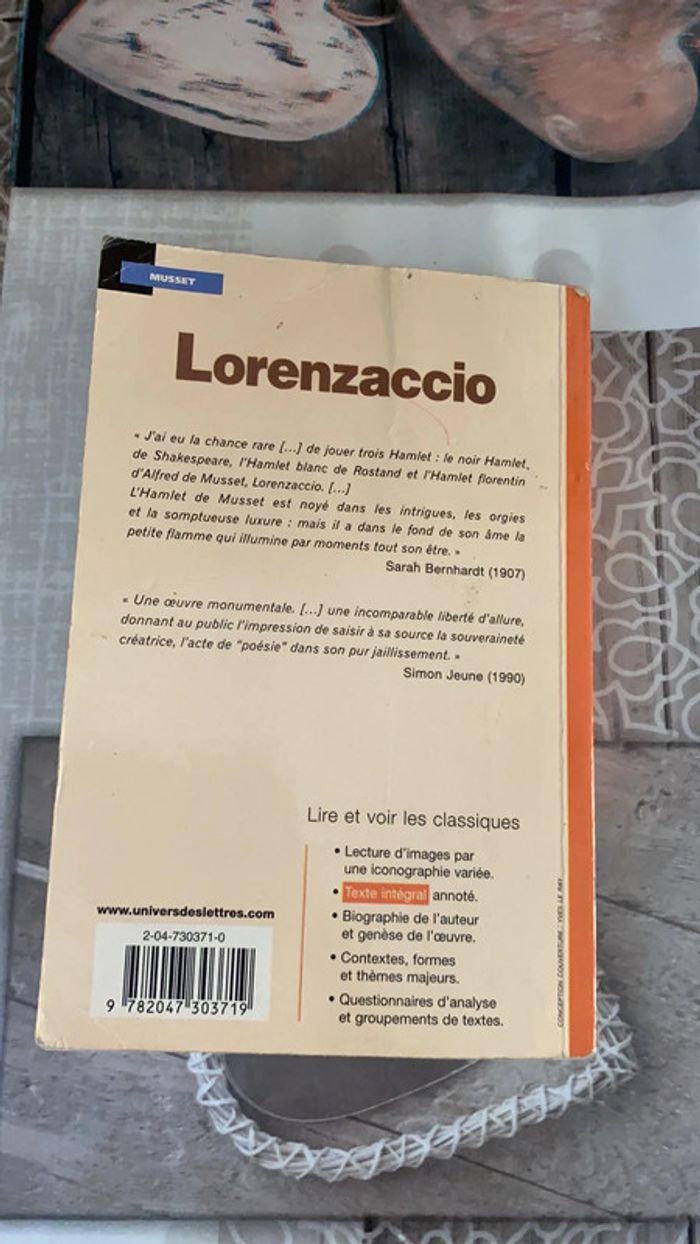 MUSSET
Lorenzaccio
« J'ai eu la chance rare [...] de jouer trois Hamlet : le noir Hamlet,
de Shakespeare, l'Hamlet blanc de Rostand et l'Hamlet florentin
d'Alfred de Musset, Lorenzaccio. [...]
L'Hamlet de Musset est noyé dans les intrigues, les orgies
et la somptueuse luxure : mais il a dans le fond de son âme la
petite flamme qui illumine par moments tout son être. »
Sarah Bernhardt (1907)
« Une œuvre monumentale. [...] une incomparable liberté d'allure,
donnant au public l'impression de saisir à sa source la souveraineté
créatrice, l'acte de "poésie" dans son pur jaillissement. »
Simon Jeune (1990)
Lire et voir les classiques
• Lecture d'images par
une iconographie variée.
• Texte intégral annoté.
• Biographie de l'auteur
et genèse de l'œuvre.
• Contextes, formes
et thèmes majeurs.
• Questionnaires d'analyse
et groupements de textes.
www.universdeslettres.com
2-04-730371-0
9 782047 303719
CONCEPTION COUVERTURE : YVES LE RAY